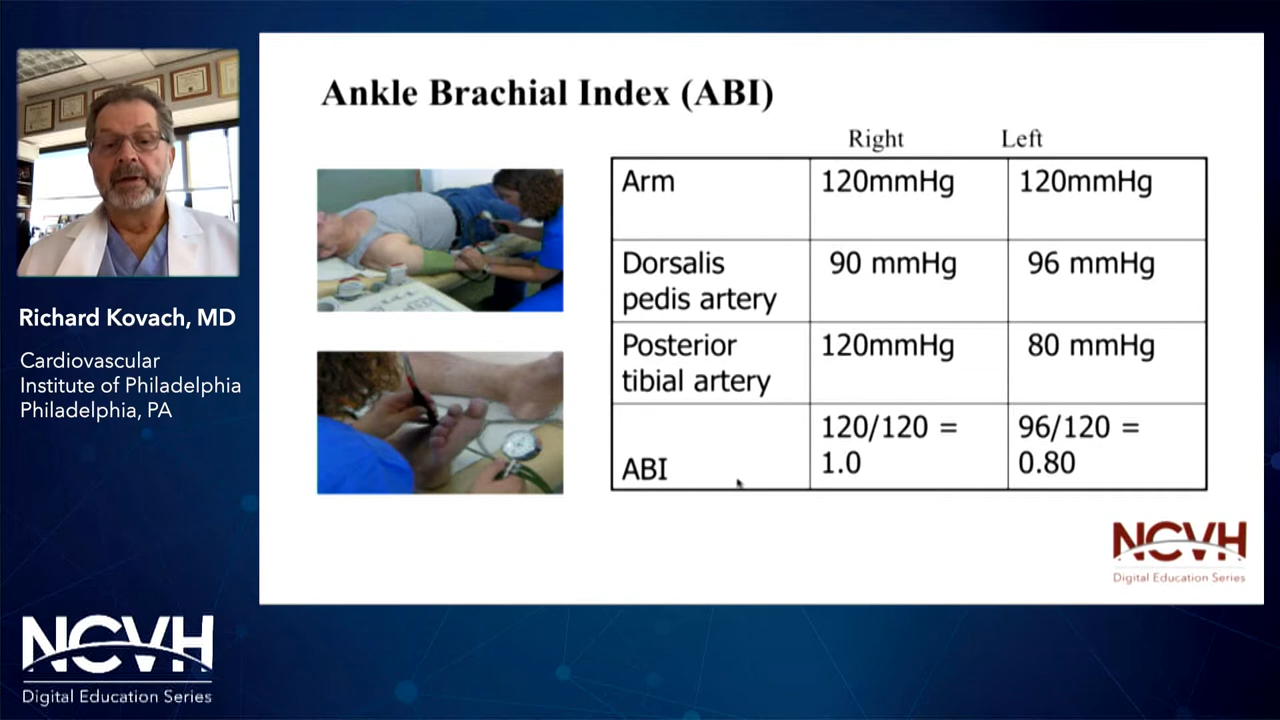 Ankle Brachial Index (ABI)
Right Left
Arm 120mmHg 120mmHg
Dorsalis
pedis artery 90 mmHg 96 mmHg
Posterior
tibial artery 120mmHg 80 mmHg
ABI 120/120 = 96/120 =
1.0 0.80
NCVH
Digital Education Series
Richard Kovach, MD
Cardiovascular
Institute of Philadelphia
Philadelphia, PA
NCVH
Digital Education Series